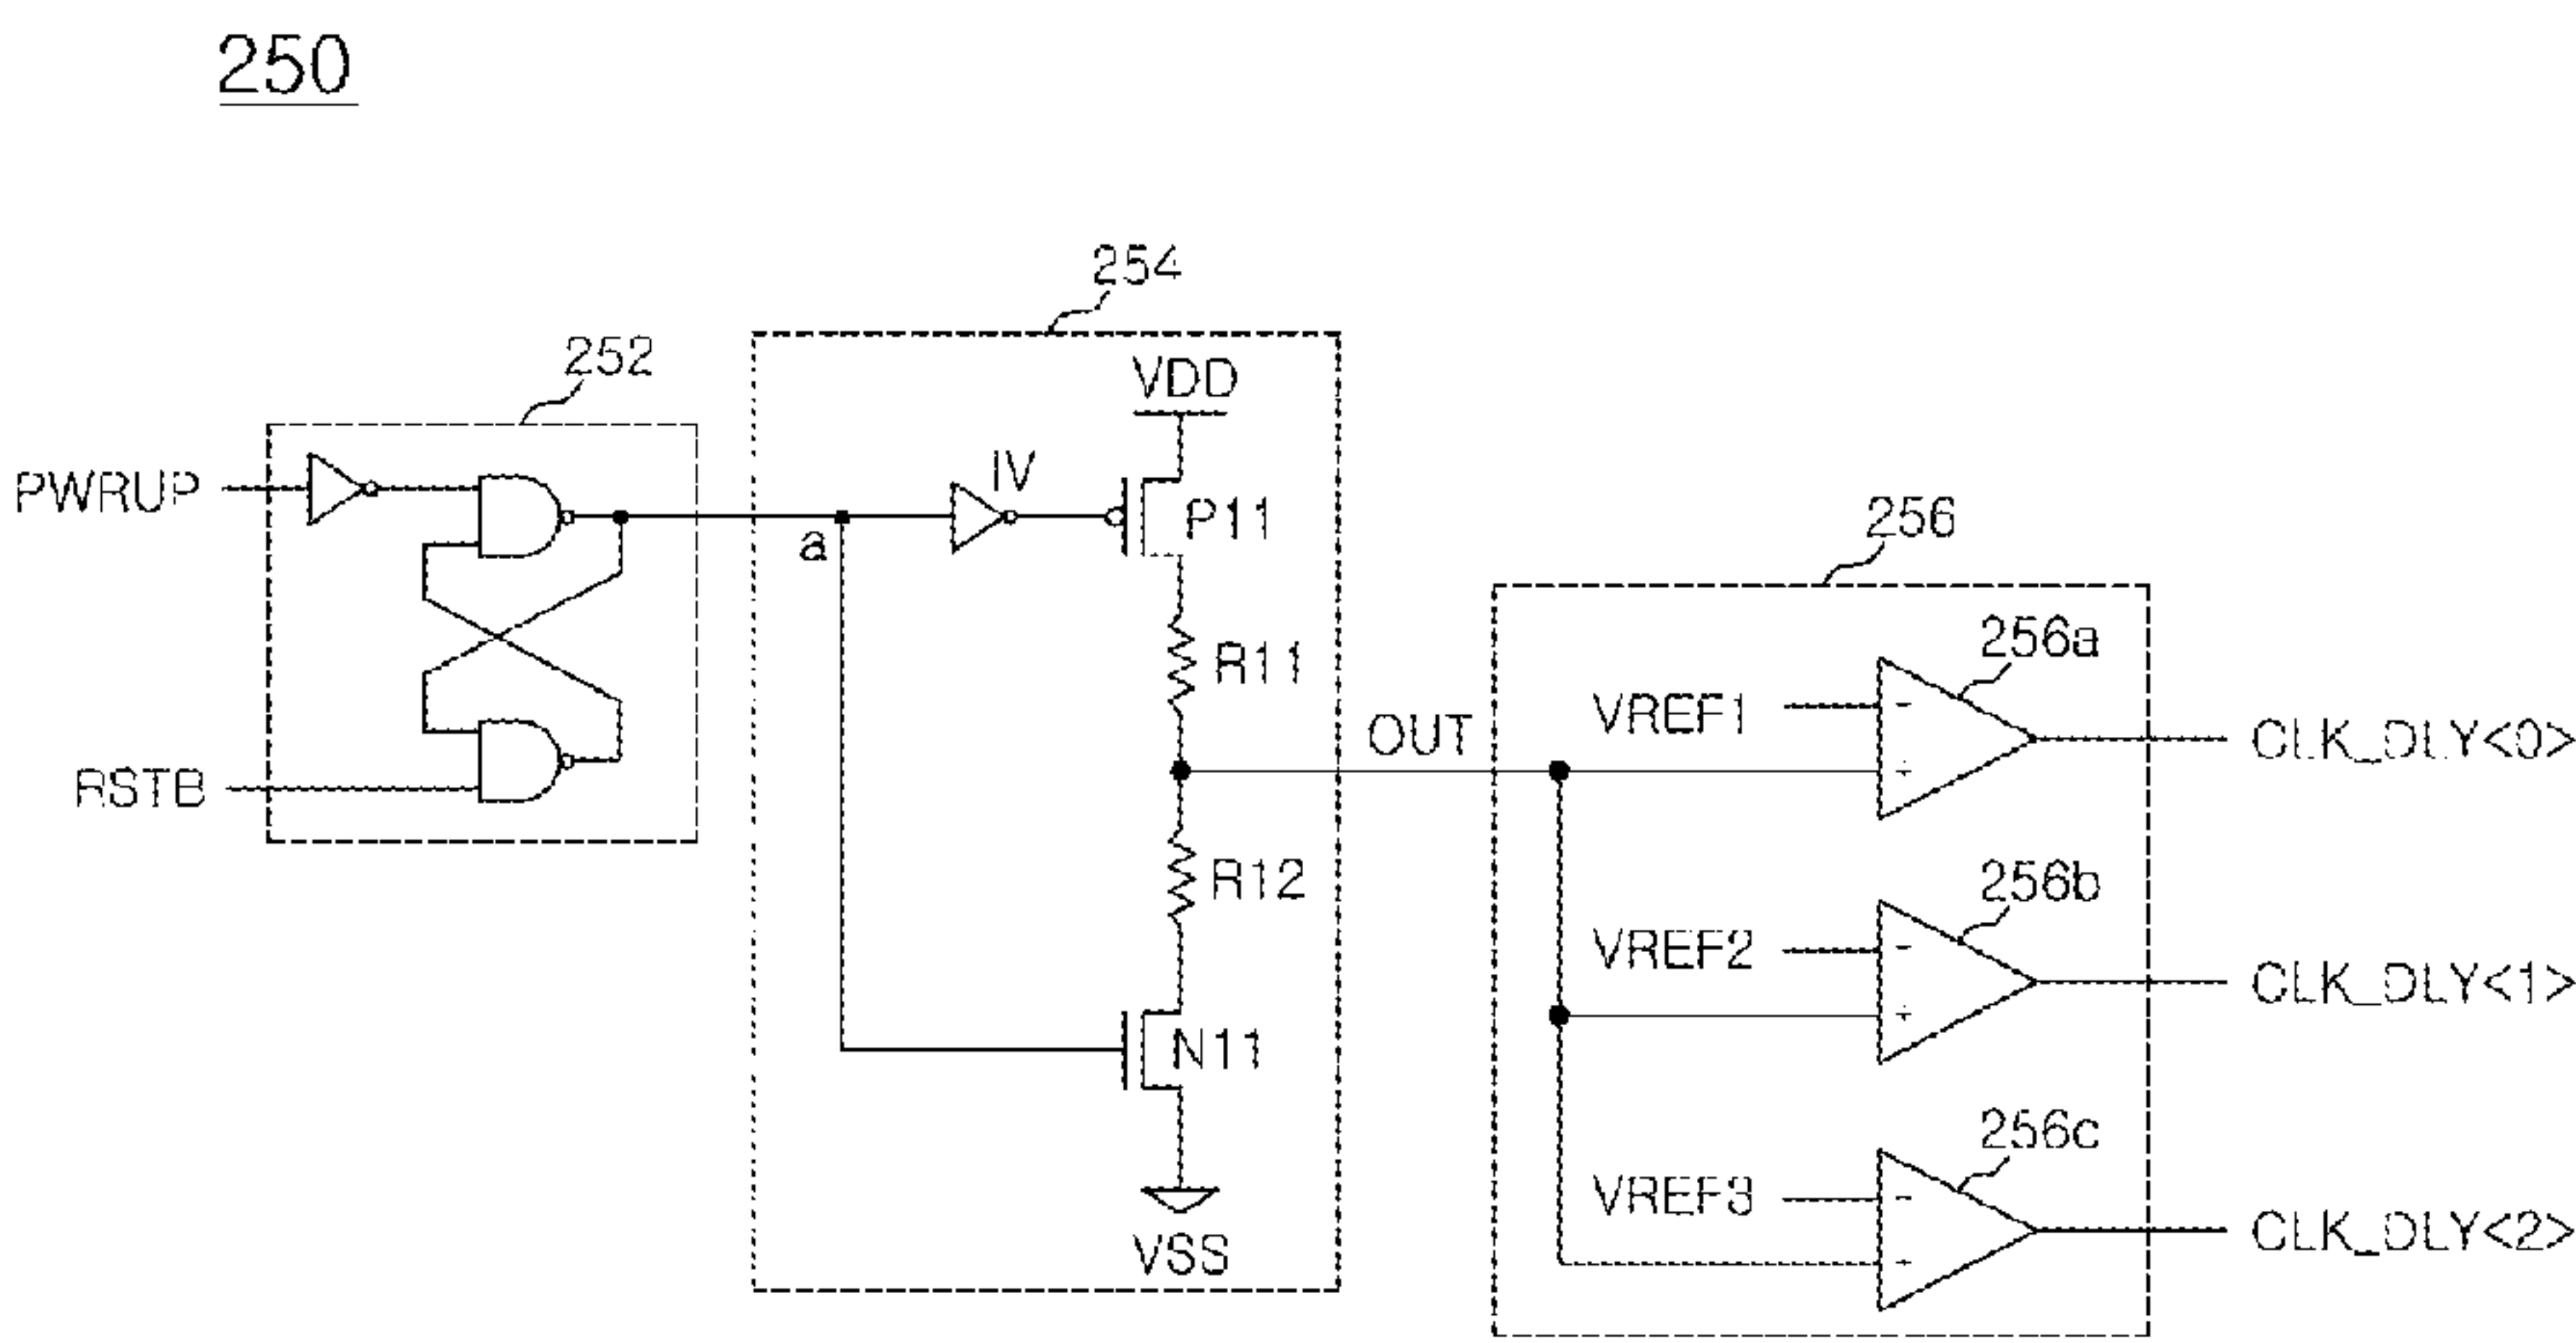 250
254
252
VDD
PWRUP
IV
P11
a
256
256a
R11
VREF1
OUT
CLK_DLY<0>
RSTB
R12
256b
VREF2
CLK_DLY<1>
N11
256c
VREF3
CLK_DLY<2>
VSS